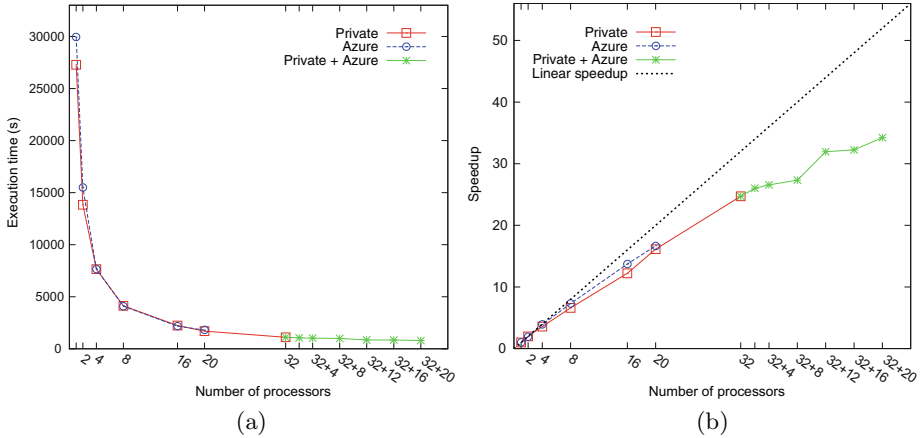 30000
25000
20000
15000
10000
5000
0
Execution time (s)
Private
Azure
Private + Azure
2
4
8
16
20
32
32+4
32+8
32+12
32+16
32+20
Number of processors
(a)
50
40
30
20
10
0
Speedup
Private
Azure
Private + Azure
Linear speedup
2
4
8
16
20
32
32+4
32+8
32+12
32+16
32+20
Number of processors
(b)